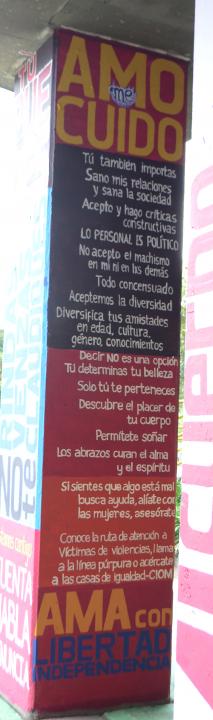 AMO
me
CUIDO
Tú también importas
Sano mis relaciones
y sana la sociedad
Acepto y hago críticas
constructivas
LO PERSONAL ES POLÍTICO
No acepto el machismo
en mi ni en lxs demás
Todo concensuado
Aceptemos la diversidad
Diversifica tus amistades
en edad, cultura,
género, conocimientos
Decir NO es una opción
Tú determinas tu belleza
Solo tú te perteneces
Descubre el placer de
tu cuerpo
Permítete soñar
Los abrazos curan el alma
y el espíritu
Si sientes que algo está mal
busca ayuda, alíate con
las mujeres, asesórate
Conoce la ruta de atención a
Víctimas de violencias, llama
a la línea púrpura o acércate
a las casas de igualdad-CIOM
AMA con
LIBERTAD
INDEPENDENCIA
NO